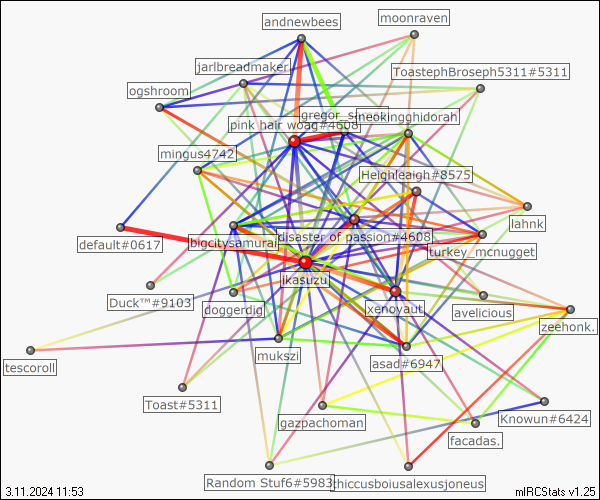 moonraven
andnewbees
jarlbreadmaker
ToastephBroseph5311#5311
ogshroom
gregor_s
neokingghidorah
pink hair woag#4608
mingus4742
Heighleaigh#8575
lahnk
default#0617
bigcitysamurai
disaster of passion#4608
turkey_mcnugget
ikasuzu
Duck™#9103
doggerdig
xenoyaut
avelicious
zeehonk.
tescoroll
mukszi
asad#6947
Toast#5311
gazpachoman
Knowun#6424
facadas.
Random Stuf6#5983
thiccusboiusalexusjoneus
3.11.2024 11:53
mIRCStats v1.25